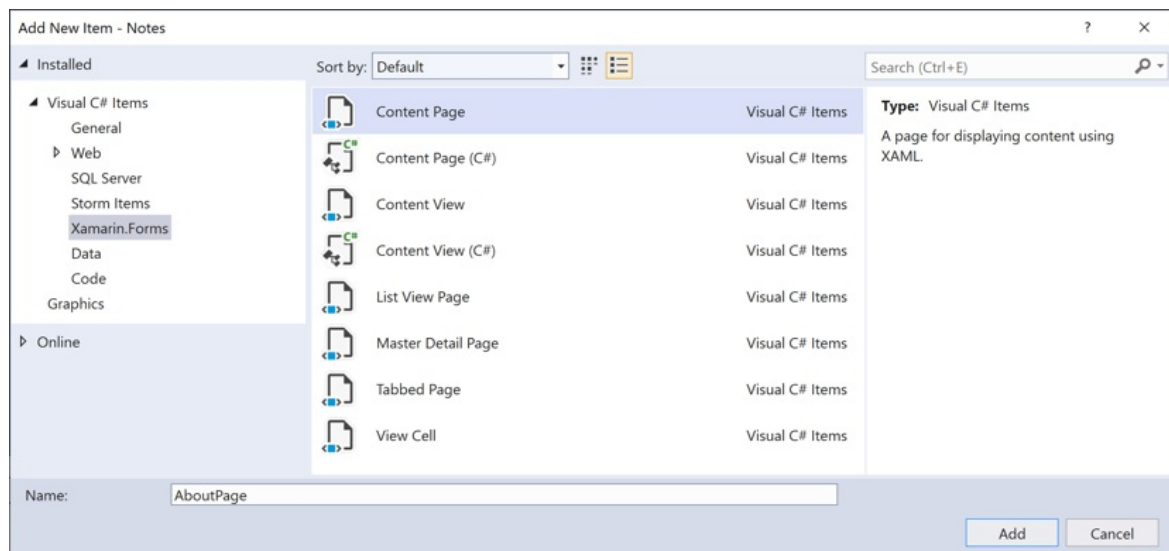 Add New Item - Notes
?
Installed
Sort by: Default
Search (Ctrl+E)
Visual C# Items
General
Web
SQL Server
Storm Items
Xamarin.Forms
Data
Code
Graphics
Online
Content Page Visual C# Items
C# Content Page (C#) Visual C# Items
Content View Visual C# Items
C# Content View (C#) Visual C# Items
List View Page Visual C# Items
Master Detail Page Visual C# Items
Tabbed Page Visual C# Items
View Cell Visual C# Items
Type: Visual C# Items
A page for displaying content using
XAML.
Name: AboutPage
Add Cancel